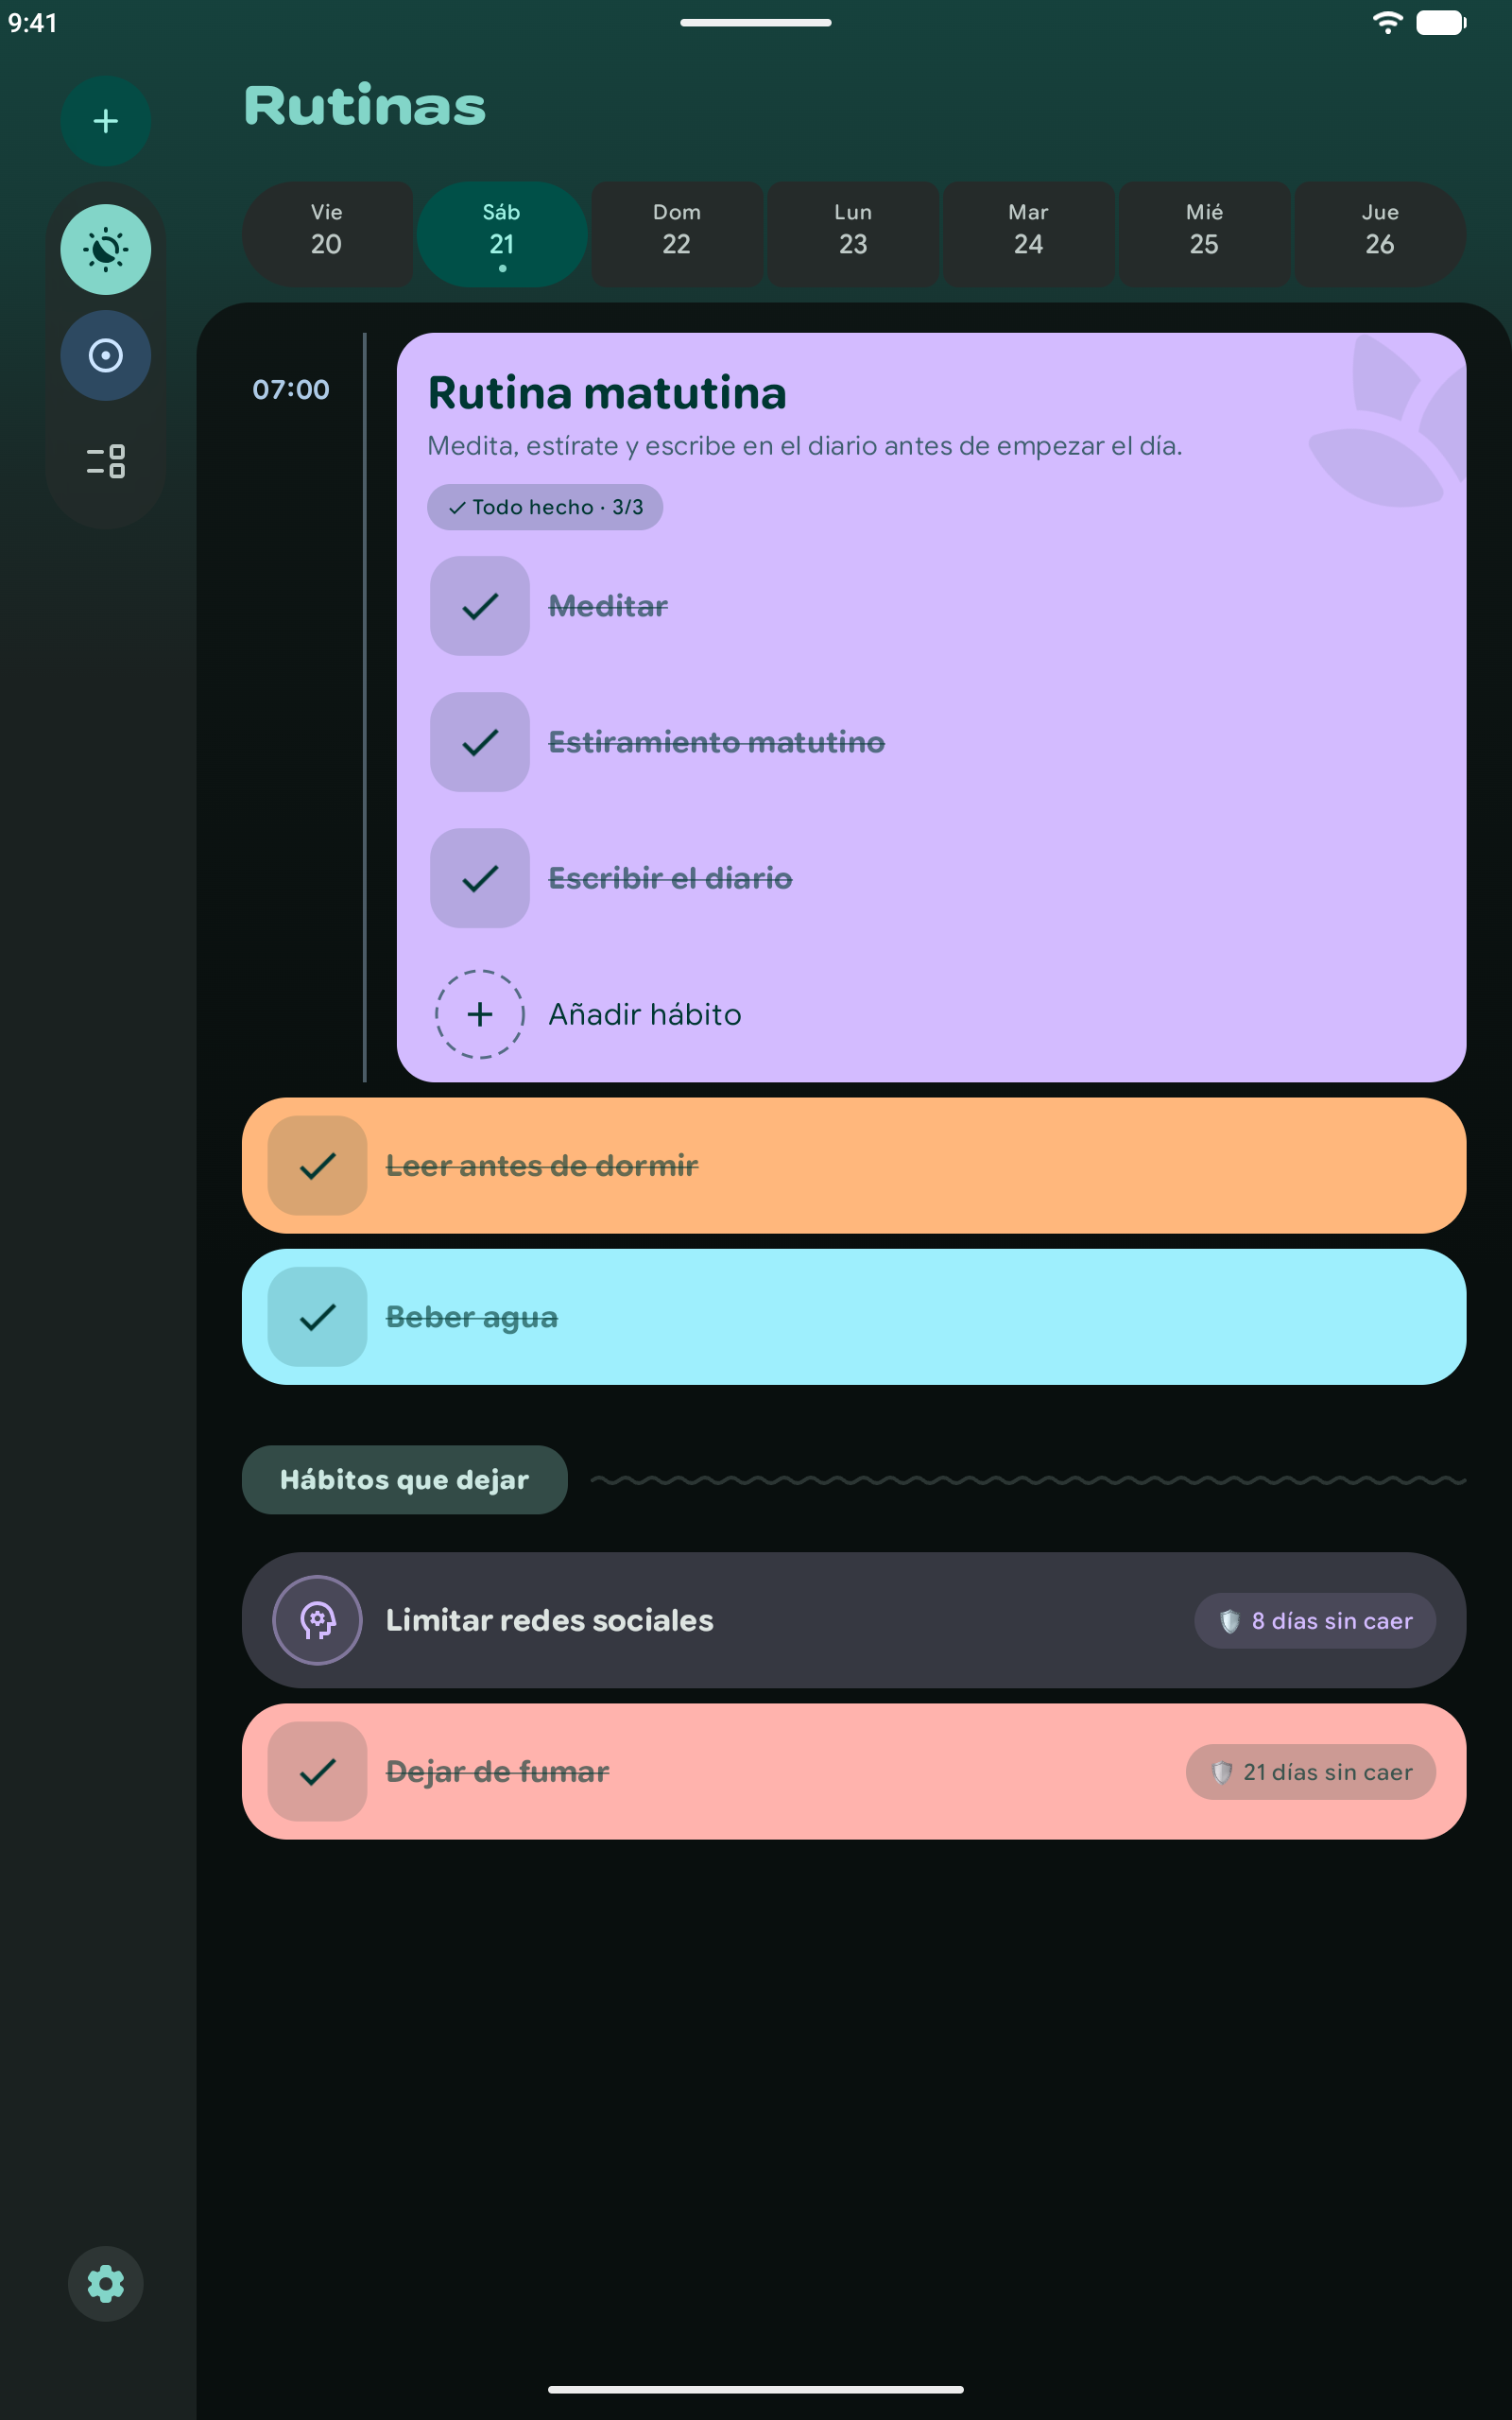 9:41
Rutinas
Vie
20
Sáb
21
Dom
22
Lun
23
Mar
24
Mié
25
Jue
26
07:00
Rutina matutina
Medita, estírate y escribe en el diario antes de empezar el día.
Todo hecho · 3/3
Meditar
Estiramiento matutino
Escribir el diario
Añadir hábito
Leer antes de dormir
Beber agua
Hábitos que dejar
Limitar redes sociales
8 días sin caer
Dejar de fumar
21 días sin caer